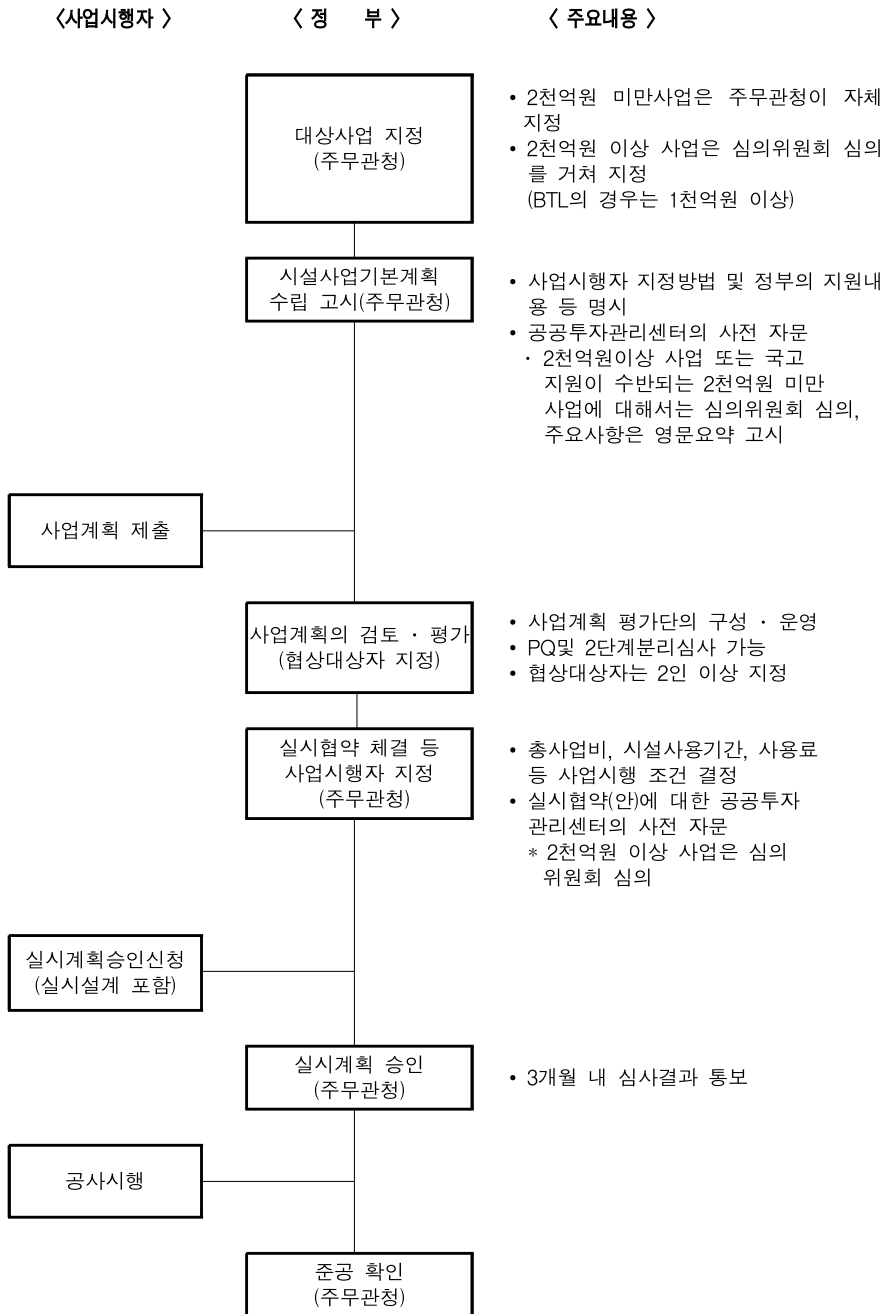 〈사업시행자 〉
〈 정 부 〉
〈 주요내용 〉
대상사업 지정
(주무관청)
• 2천억원 미만사업은 주무관청이 자체
지정
• 2천억원 이상 사업은 심의위원회 심의
를 거쳐 지정
(BTL의 경우는 1천억원 이상)
시설사업기본계획
수립 고시(주무관청)
• 사업시행자 지정방법 및 정부의 지원내
용 등 명시
• 공공투자관리센터의 사전 자문
· 2천억원이상 사업 또는 국고
지원이 수반되는 2천억원 미만
사업에 대해서는 심의위원회 심의,
주요사항은 영문요약 고시
사업계획 제출
사업계획의 검토 · 평가
(협상대상자 지정)
• 사업계획 평가단의 구성 · 운영
• PQ및 2단계분리심사 가능
• 협상대상자는 2인 이상 지정
실시협약 체결 등
사업시행자 지정
(주무관청)
• 총사업비, 시설사용기간, 사용료
등 사업시행 조건 결정
• 실시협약(안)에 대한 공공투자
관리센터의 사전 자문
* 2천억원 이상 사업은 심의
위원회 심의
실시계획승인신청
(실시설계 포함)
실시계획 승인
(주무관청)
• 3개월 내 심사결과 통보
공사시행
준공 확인
(주무관청)